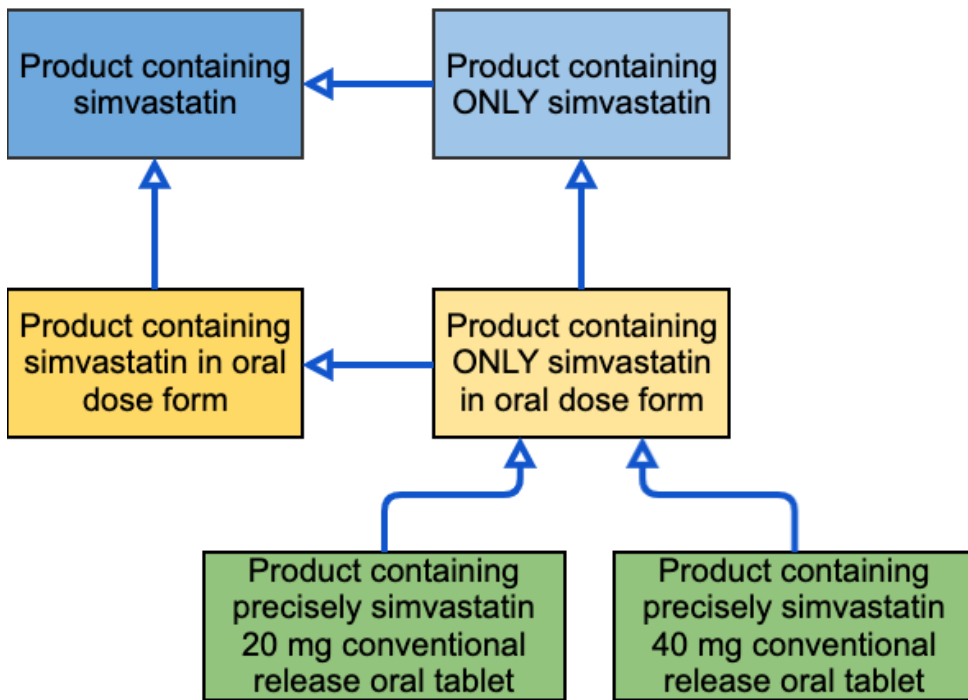 Product containing
simvastatin
Product containing
ONLY simvastatin
Product containing
simvastatin in oral
dose form
Product containing
ONLY simvastatin
in oral dose form
Product containing
precisely simvastatin
20 mg conventional
release oral tablet
Product containing
precisely simvastatin
40 mg conventional
release oral tablet